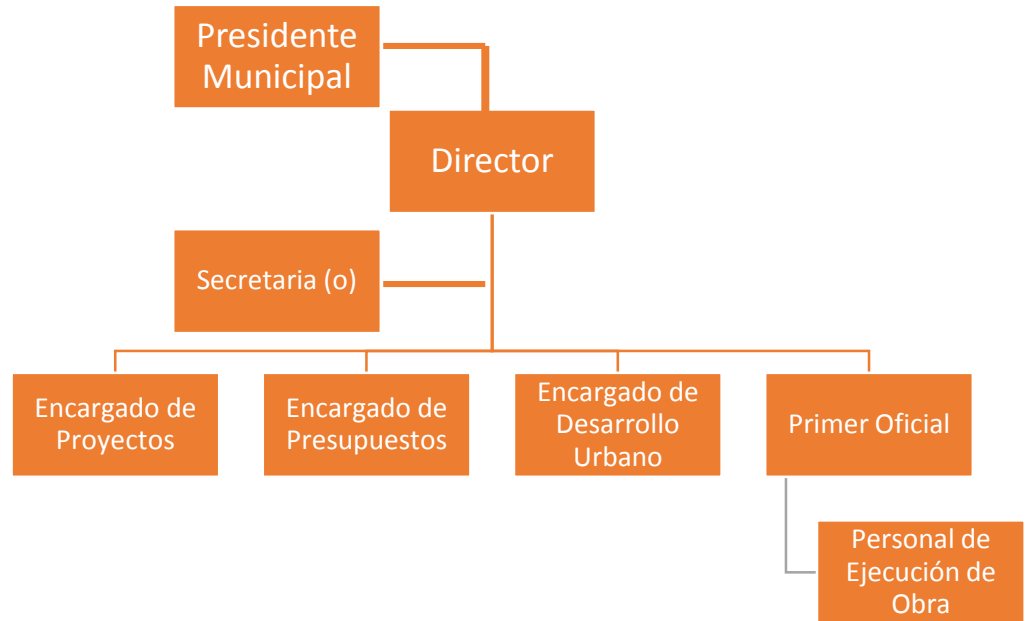 Presidente
Municipal
Director
Secretaria (o)
Encargado de
Proyectos
Encargado de
Presupuestos
Encargado de
Desarrollo
Urbano
Primer Oficial
Personal de
Ejecución de
Obra